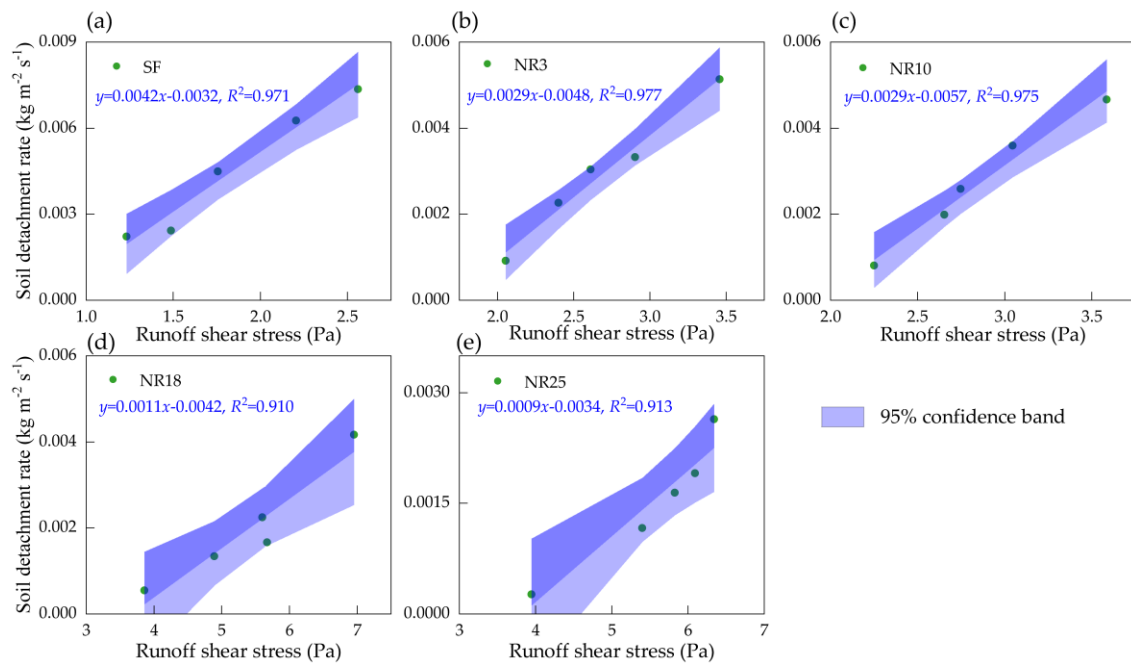 (a)
(b)
(c)
SF
NR3
NR10
y=0.0042x-0.0032, R²=0.971
y=0.0029x-0.0048, R²=0.977
y=0.0029x-0.0057, R²=0.975
Soil detachment rate (kg m⁻² s⁻¹)
0.009
0.006
0.003
0.000
0.006
0.004
0.002
0.000
0.006
0.004
0.002
0.000
1.0 1.5 2.0 2.5
2.0 2.5 3.0 3.5
2.0 2.5 3.0 3.5
Runoff shear stress (Pa)
Runoff shear stress (Pa)
Runoff shear stress (Pa)
(d)
(e)
NR18
NR25
y=0.0011x-0.0042, R²=0.910
y=0.0009x-0.0034, R²=0.913
95% confidence band
Soil detachment rate (kg m⁻² s⁻¹)
0.006
0.004
0.002
0.000
0.0030
0.0015
0.0000
3 4 5 6 7
3 4 5 6 7
Runoff shear stress (Pa)
Runoff shear stress (Pa)